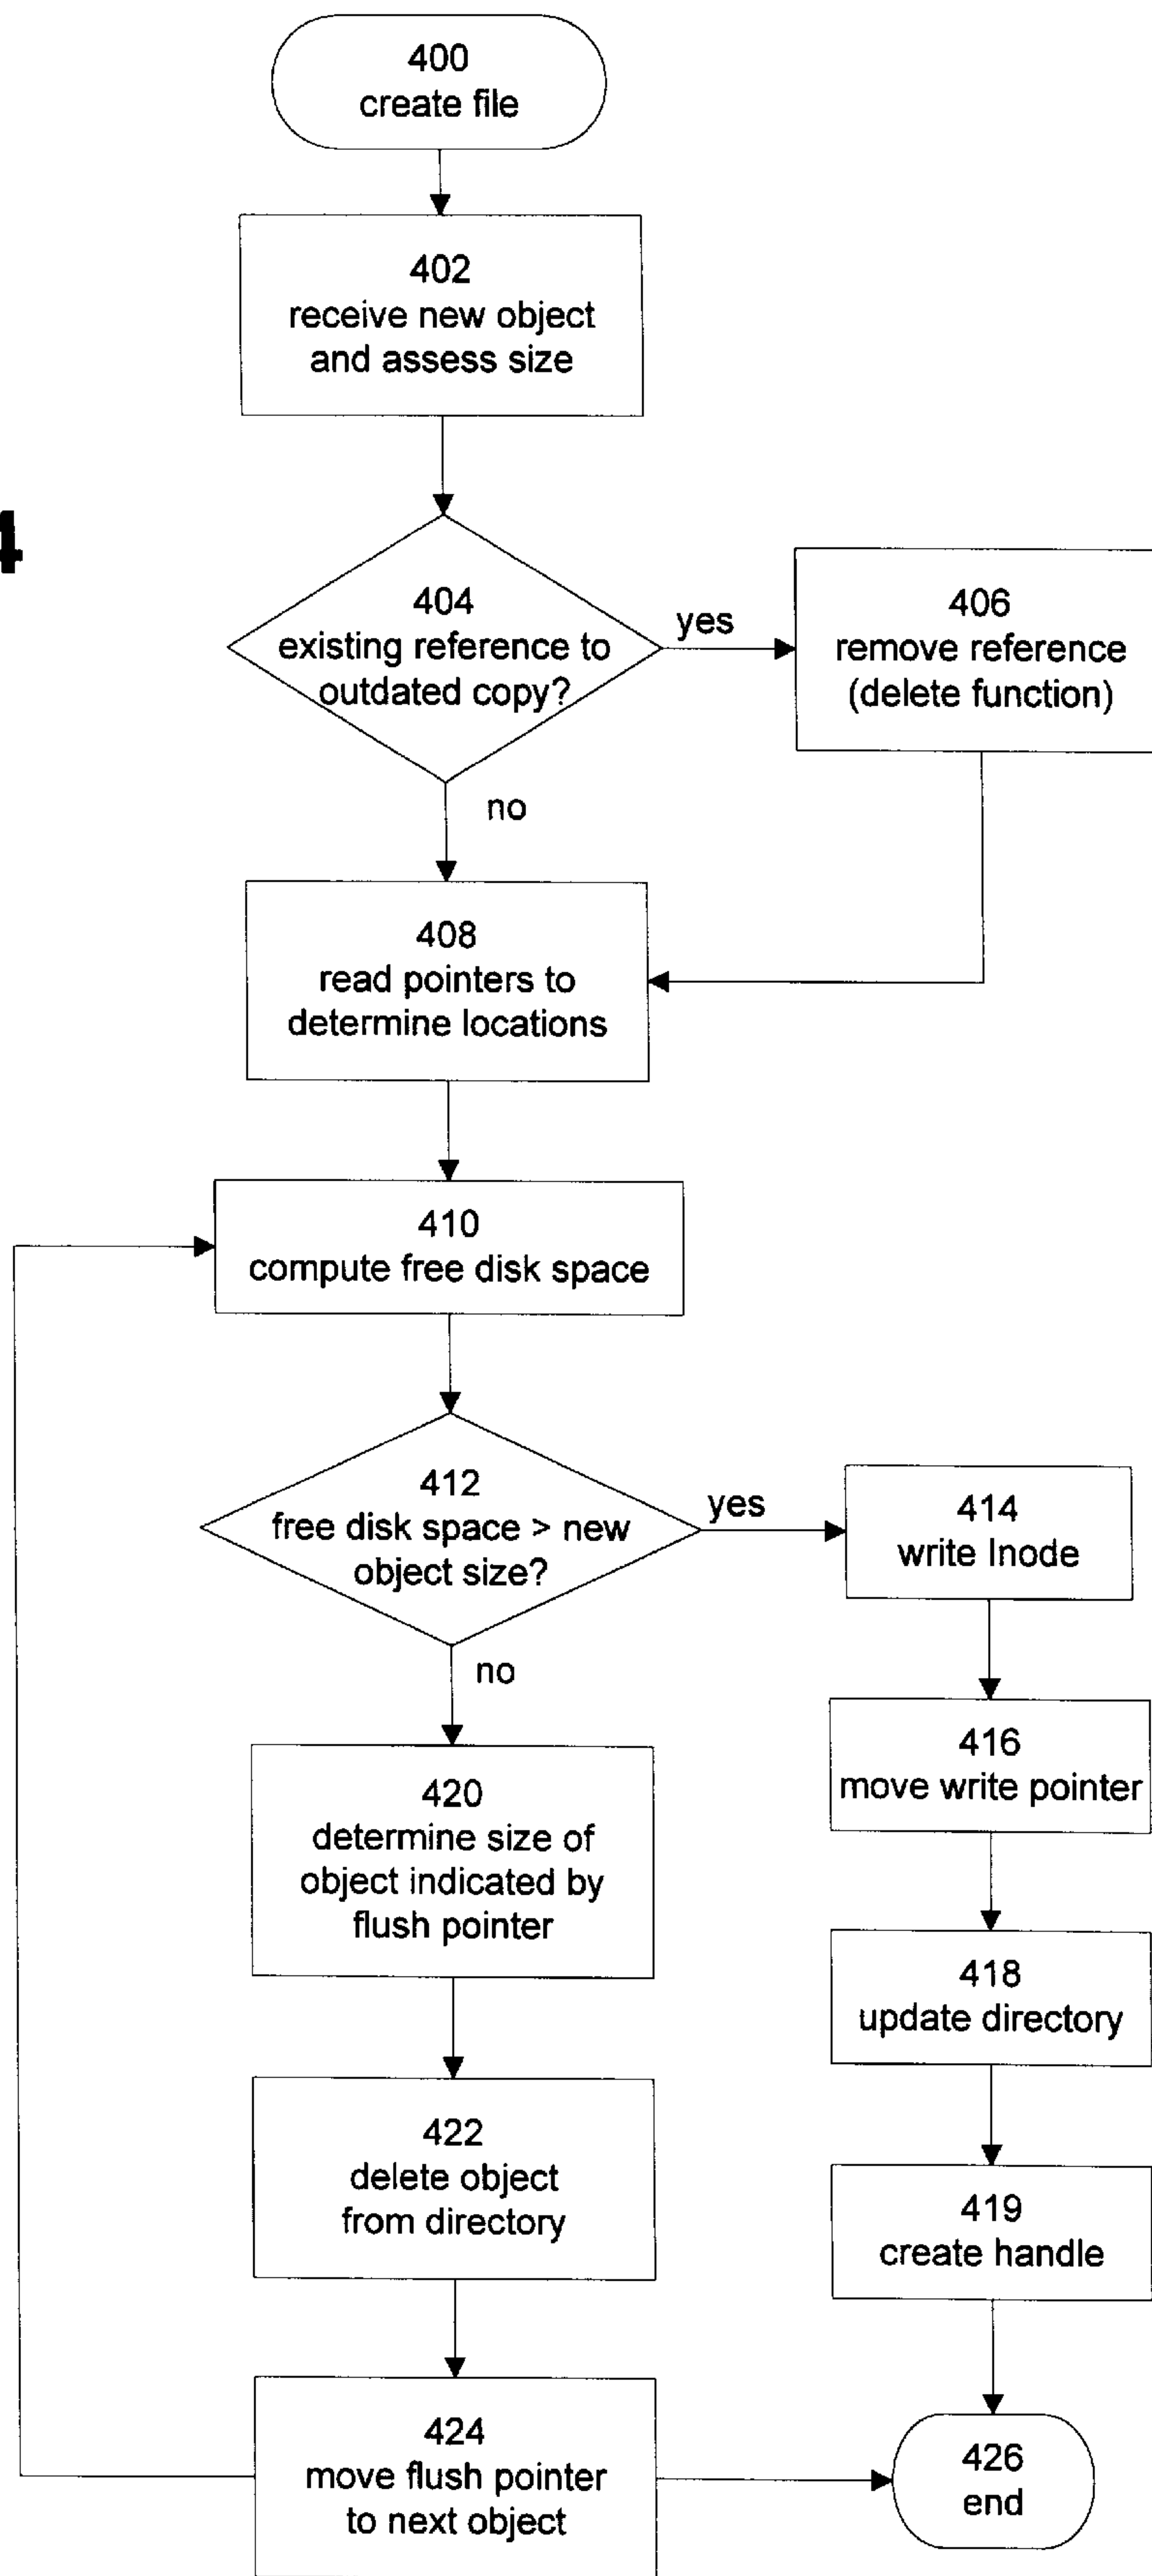 400
create file
402
receive new object
and assess size
4
404
existing reference to
outdated copy?
yes
406
remove reference
(delete function)
no
408
read pointers to
determine locations
410
compute free disk space
412
free disk space > new
object size?
yes
414
write Inode
no
416
move write pointer
420
determine size of
object indicated by
flush pointer
418
update directory
422
delete object
from directory
419
create handle
424
move flush pointer
to next object
426
end